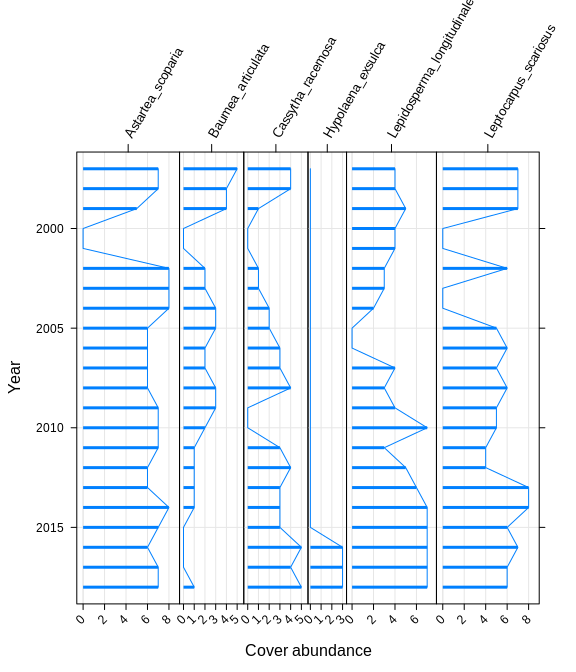 Astartea_scoparia
Baumea_articulata
Cassytha_racemosa
Hypolaena_exsulca
Lepidosperma_longitudinale
Leptocarpus_scariosus
2000
2005
2010
2015
Year
0 2 4 6 8 0 1 2 3 4 5 0 1 2 3 4 5 0 1 2 3 0 2 4 6 0 2 4 6 8
Cover abundance